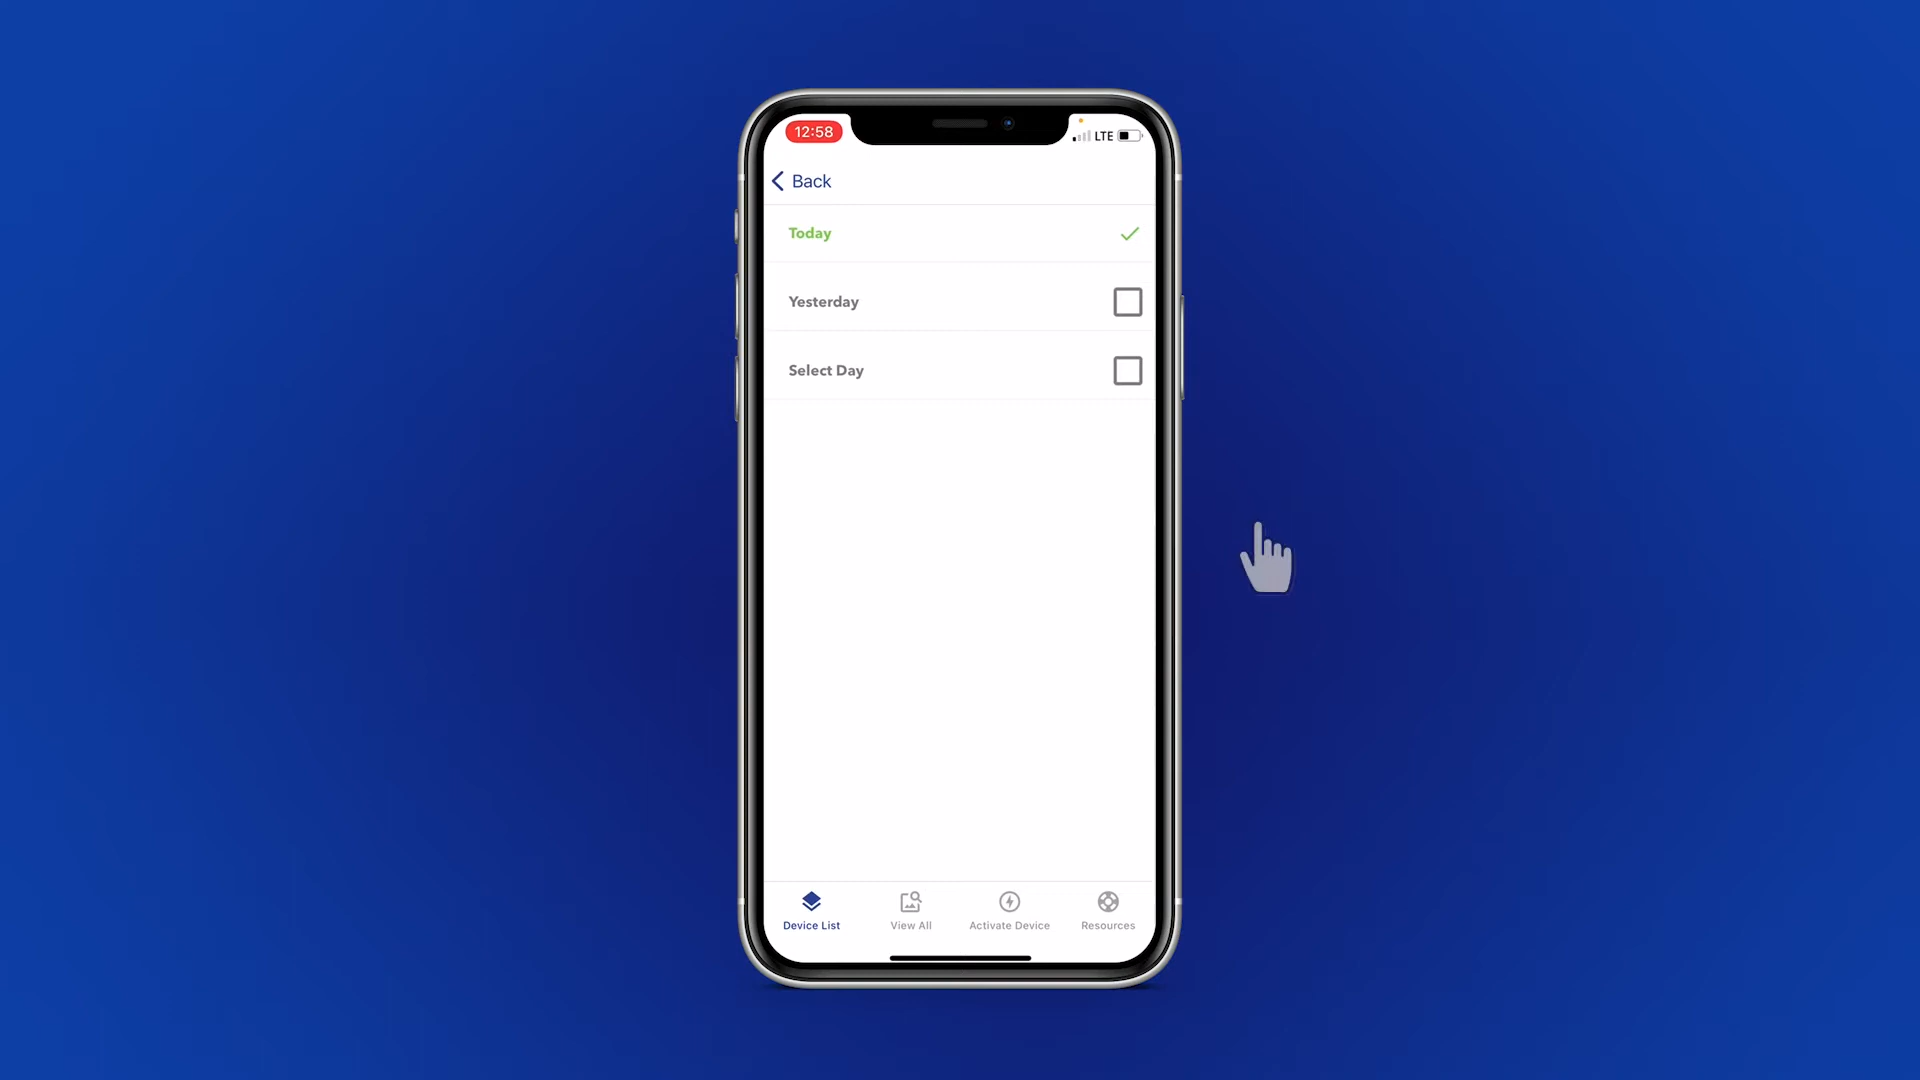 12:58
LTE
Back
Today
Yesterday
Select Day
Device List
View All
Activate Device
Resources